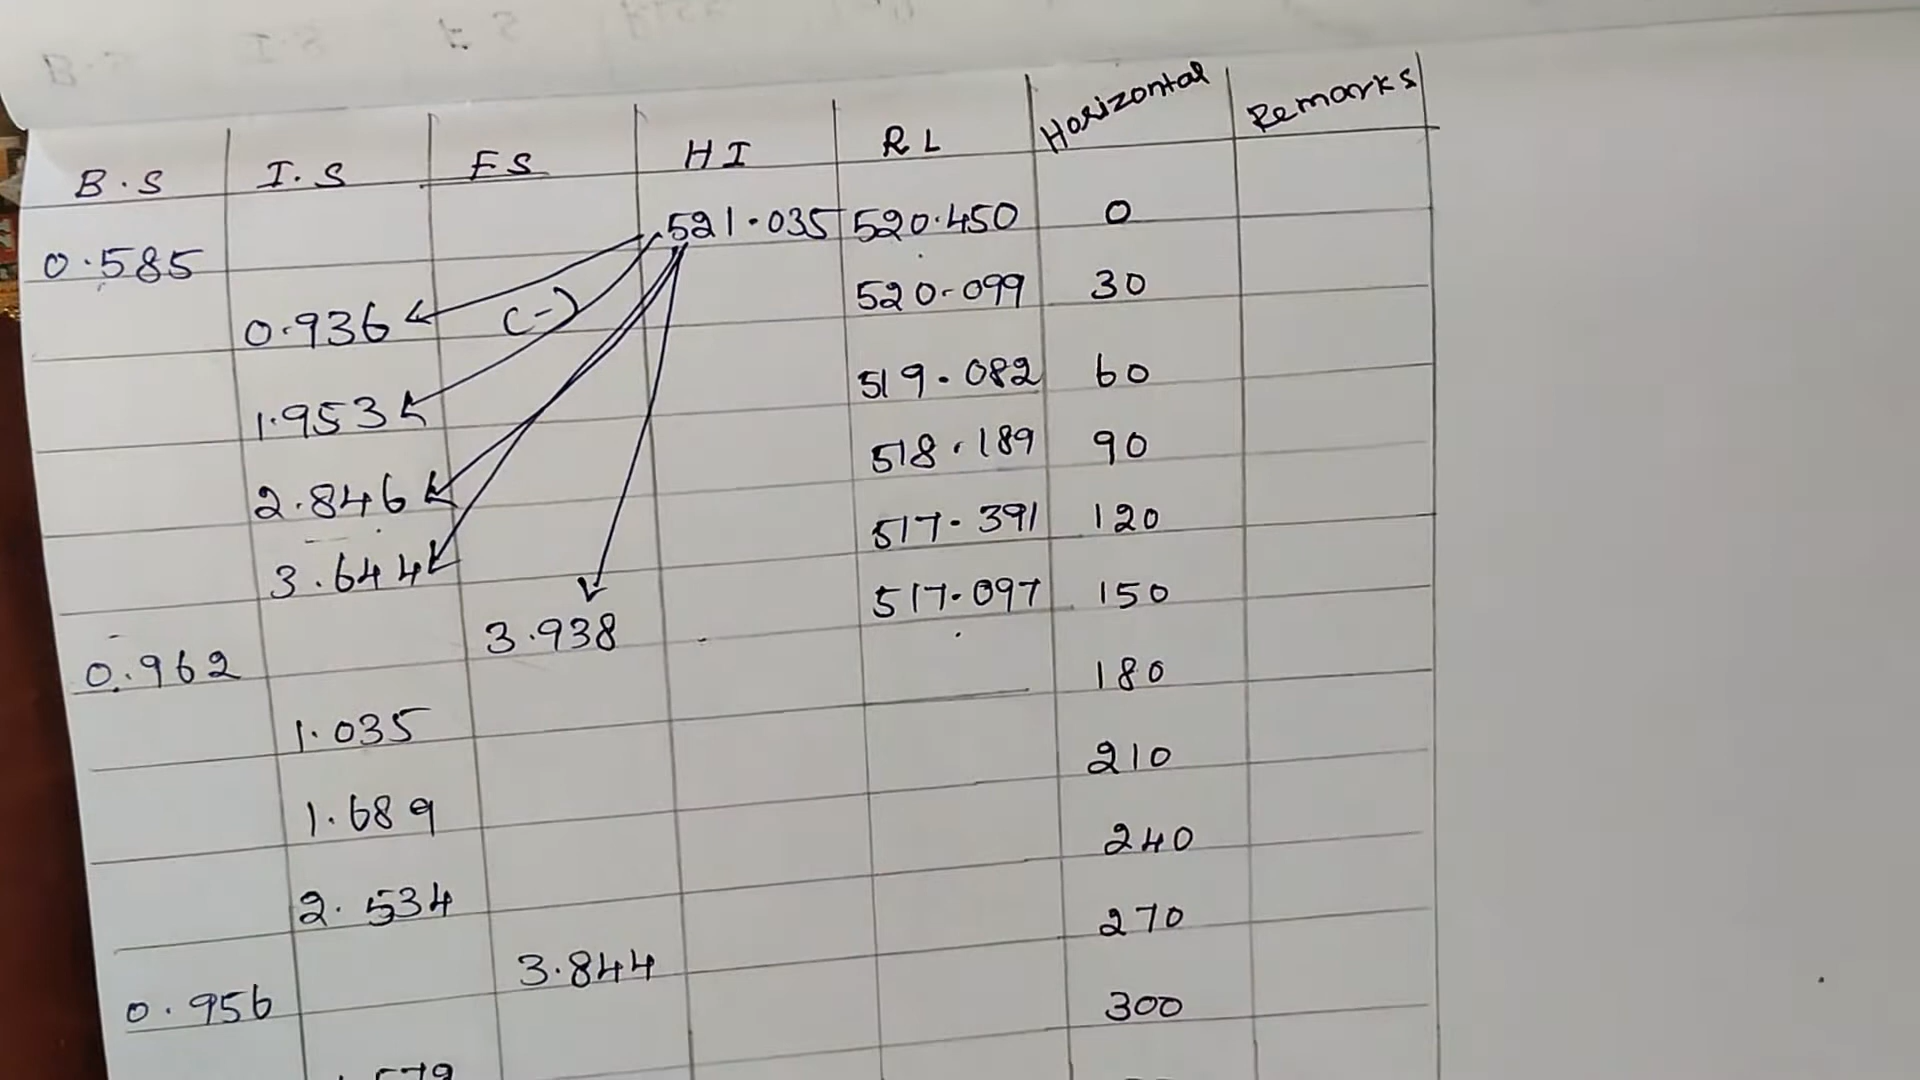 B.S I.S FS HI RL Horizontal Remarks
0.585 521.035 520.450 0
0.936 (-) 520.099 30
1.953 519.082 60
2.846 518.189 90
3.644 517.391 120
0.962 3.938 517.097 150
1.035 180
1.689 210
2.534 240
3.844 270
0.956 300